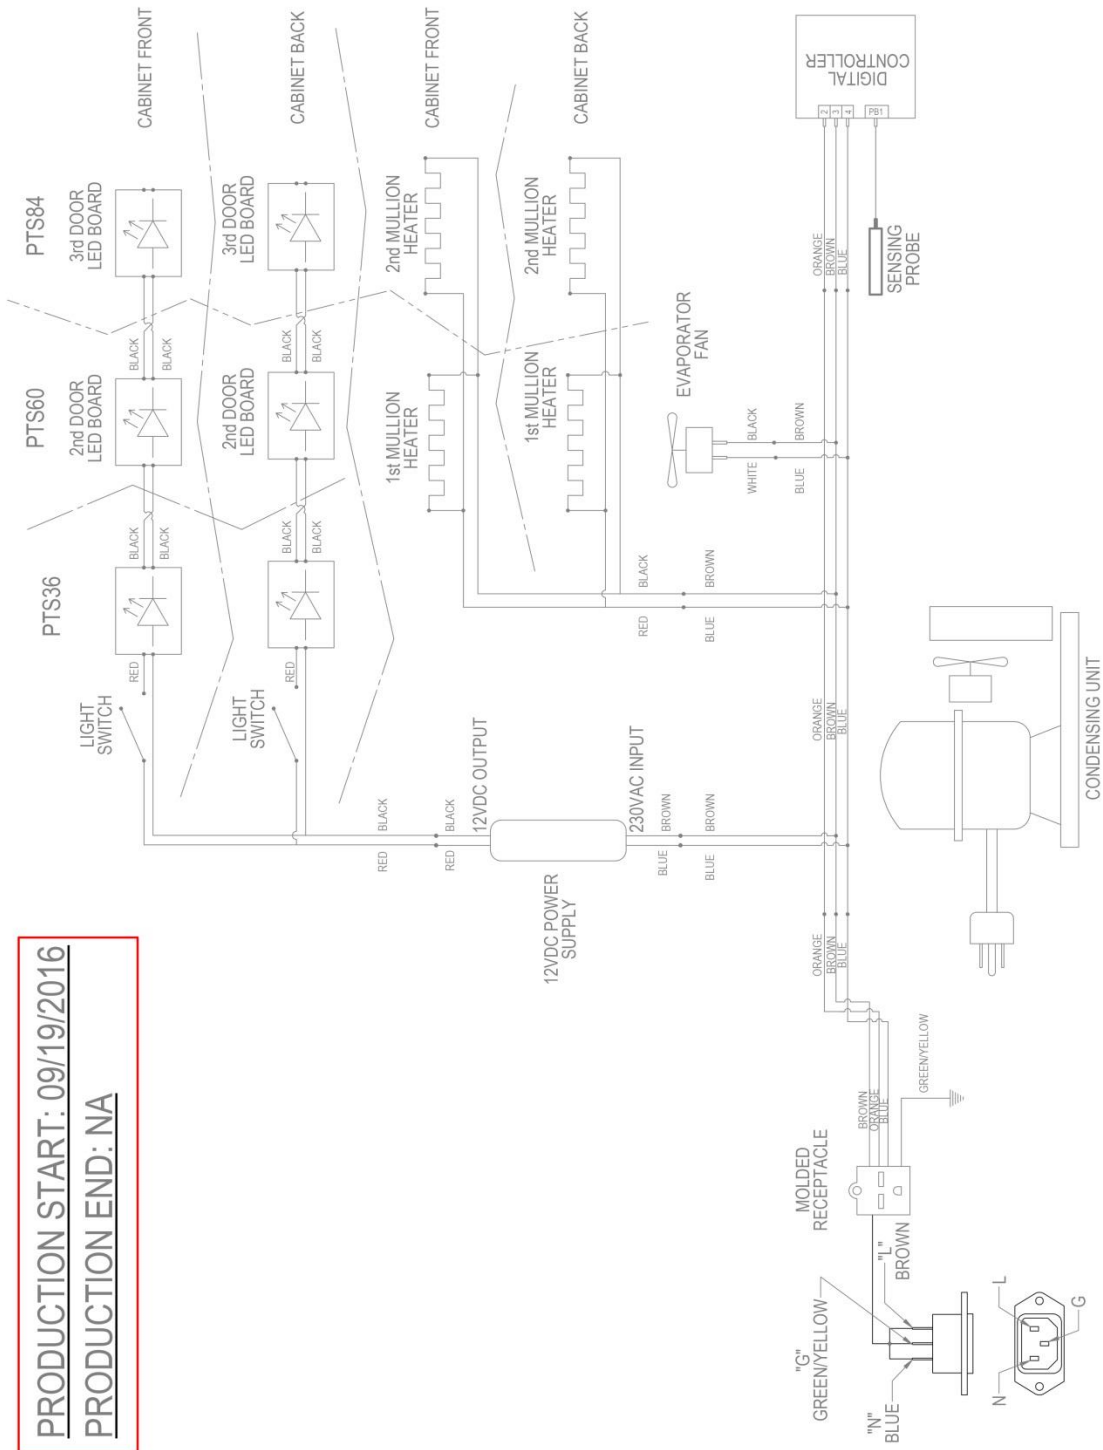 PRODUCTION START: 09/19/2016
PRODUCTION END: NA
PTS36
PTS60
PTS84
2nd DOOR
LED BOARD
3rd DOOR
LED BOARD
CABINET FRONT
LIGHT
SWITCH
RED
BLACK
BLACK
BLACK
BLACK
2nd DOOR
LED BOARD
3rd DOOR
LED BOARD
CABINET BACK
LIGHT
SWITCH
RED
BLACK
BLACK
BLACK
BLACK
1st MULLION
HEATER
2nd MULLION
HEATER
CABINET FRONT
1st MULLION
HEATER
2nd MULLION
HEATER
CABINET BACK
RED
BLACK
RED
BLACK
12VDC OUTPUT
12VDC POWER
SUPPLY
230VAC INPUT
BLUE
BROWN
BLUE
BROWN
RED
BLACK
BLUE
BROWN
EVAPORATOR
FAN
WHITE
BLACK
BLUE
BROWN
ORANGE
BROWN
BLUE
ORANGE
BROWN
BLUE
ORANGE
BROWN
BLUE
2
3
4
PB1
DIGITAL
CONTROLLER
SENSING
PROBE
CONDENSING UNIT
MOLDED
RECEPTACLE
BROWN
ORANGE
BLUE
GREEN/YELLOW
"G"
GREEN/YELLOW
"N"
BLUE
"L"
BROWN
N
L
G